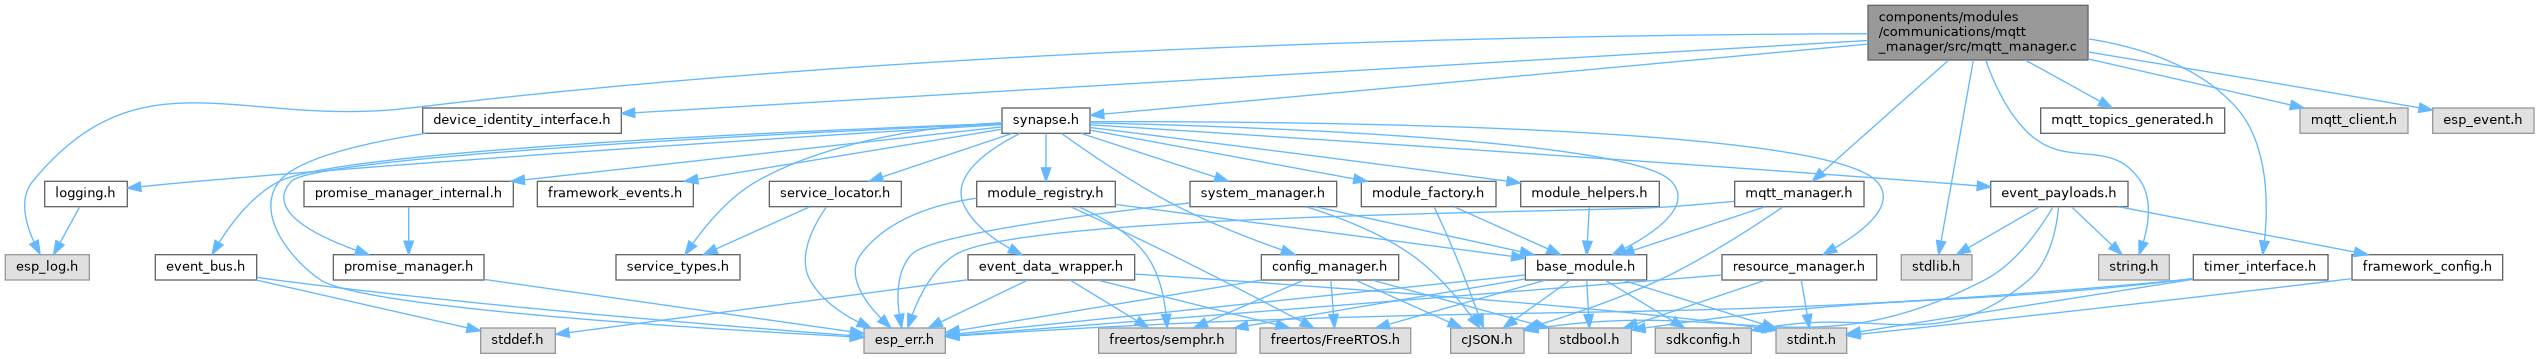 components/modules
/communications/mqtt
_manager/src/mqtt_manager.c
device_identity_interface.h
synapse.h
mqtt_topics_generated.h
mqtt_client.h
esp_event.h
logging.h
promise_manager_internal.h
framework_events.h
service_locator.h
module_registry.h
system_manager.h
module_factory.h
module_helpers.h
mqtt_manager.h
event_payloads.h
esp_log.h
event_bus.h
promise_manager.h
service_types.h
event_data_wrapper.h
config_manager.h
base_module.h
resource_manager.h
stdlib.h
string.h
timer_interface.h
framework_config.h
stddef.h
esp_err.h
freertos/semphr.h
freertos/FreeRTOS.h
cJSON.h
stdbool.h
sdkconfig.h
stdint.h